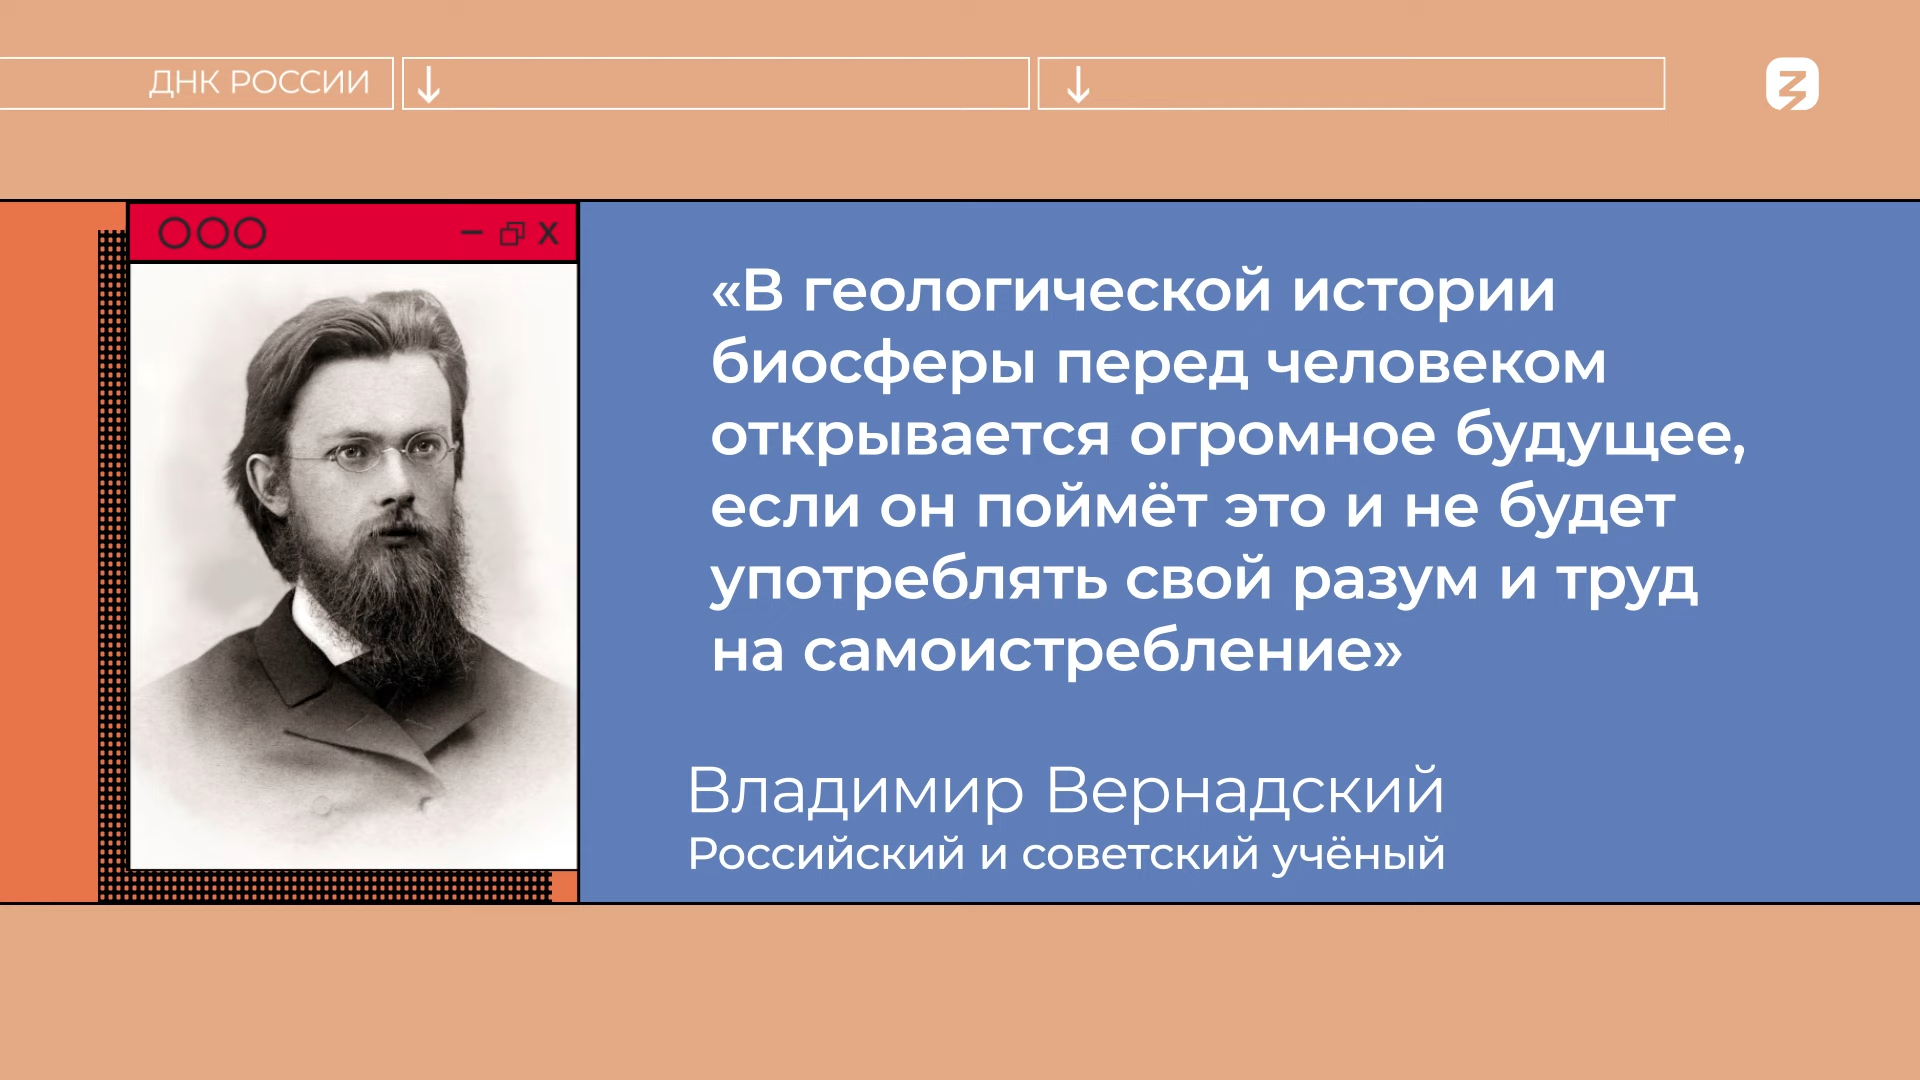 ДНК РОССИИ
«В геологической истории
биосферы перед человеком
открывается огромное будущее,
если он поймёт это и не будет
употреблять свой разум и труд
на самоистребление»
Владимир Вернадский
Российский и советский учёный